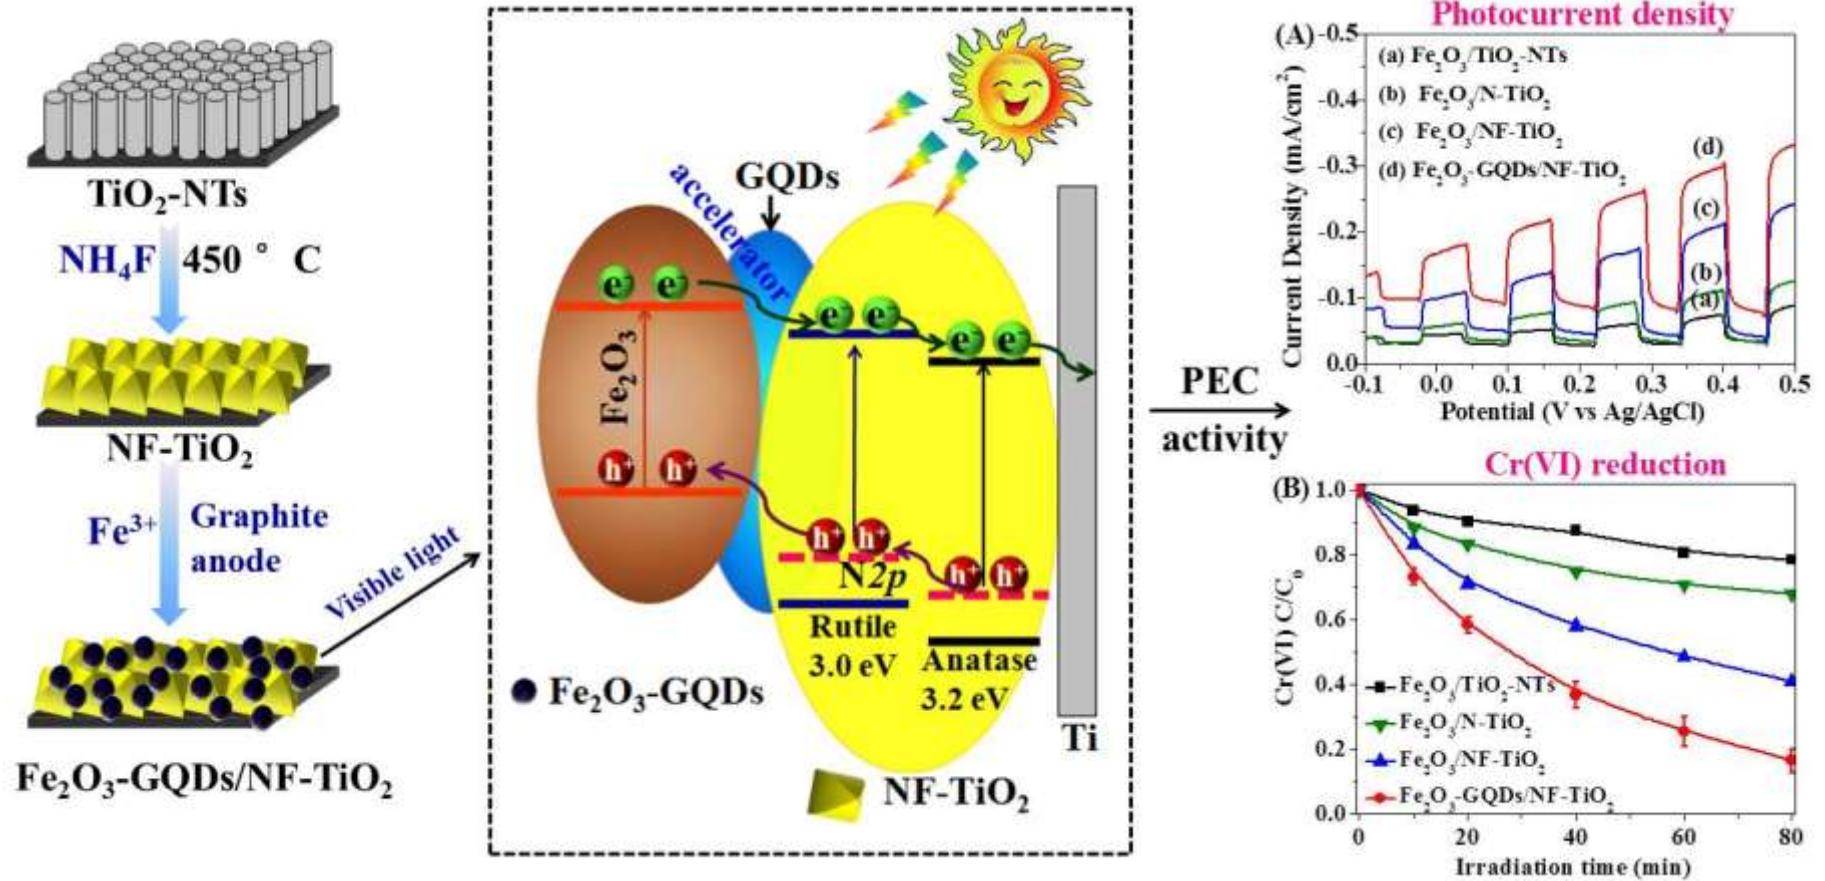 TiO₂-NTs
NH₄F 450 ° C
NF-TiO₂
Fe³⁺ Graphite
anode
Visible light
Fe₂O₃-GQDs/NF-TiO₂
accelerator
GQDs
Fe₂O₃
e⁻ e⁻
e⁻ e⁻
e⁻ e⁻
h⁺ h⁺
h⁺ h⁺
h⁺ h⁺
N2p
Rutile
3.0 eV
Anatase
3.2 eV
Fe₂O₃-GQDs
Ti
NF-TiO₂
PEC
activity
Photocurrent density
(A)
(a) Fe₂O₃/TiO₂-NTs
(b) Fe₂O₃/N-TiO₂
(c) Fe₂O₃/NF-TiO₂
(d) Fe₂O₃-GQDs/NF-TiO₂
(d)
(c)
(b)
(a)
Current Density (mA/cm²)
-0.5
-0.4
-0.3
-0.2
-0.1
0.0
-0.1 0.0 0.1 0.2 0.3 0.4 0.5
Potential (V vs Ag/AgCl)
Cr(VI) reduction
(B)
Cr(VI) C/C₀
1.0
0.8
0.6
0.4
0.2
0.0
Fe₂O₃/TiO₂-NTs
Fe₂O₃/N-TiO₂
Fe₂O₃/NF-TiO₂
Fe₂O₃-GQDs/NF-TiO₂
0 20 40 60 80
Irradiation time (min)